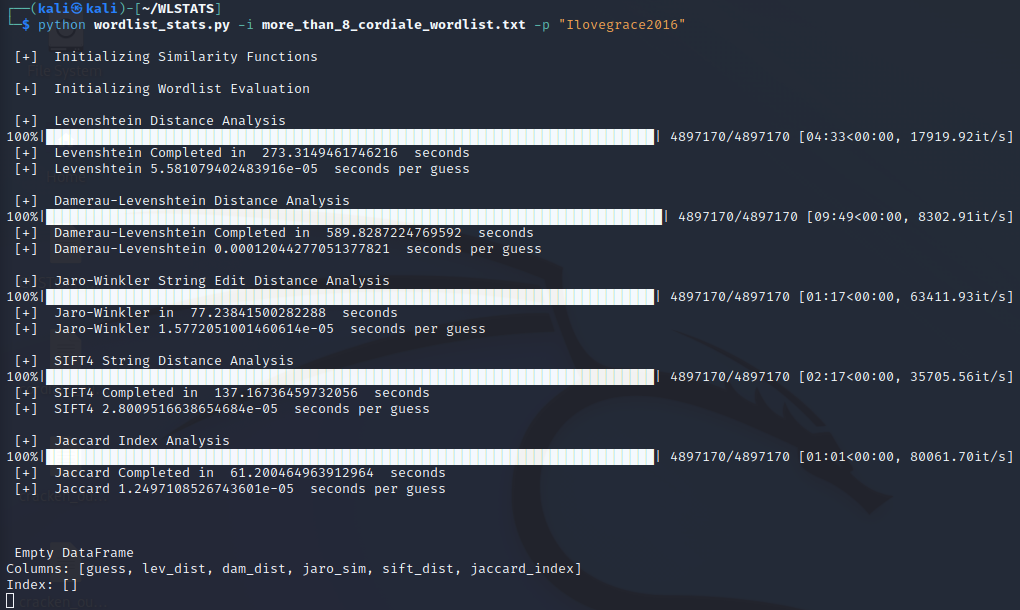 ┌──(kali㉿kali)-[~/WLSTATS]
└─$ python wordlist_stats.py -i more_than_8_cordiale_wordlist.txt -p "Ilovegrace2016"
[+] Initializing Similarity Functions
[+] Initializing Wordlist Evaluation
[+] Levenshtein Distance Analysis
100%| | 4897170/4897170 [04:33<00:00, 17919.92it/s]
[+] Levenshtein Completed in 273.3149461746216 seconds
[+] Levenshtein 5.581079402483916e-05 seconds per guess
[+] Damerau-Levenshtein Distance Analysis
100%| | 4897170/4897170 [09:49<00:00, 8302.91it/s]
[+] Damerau-Levenshtein Completed in 589.8287224769592 seconds
[+] Damerau-Levenshtein 0.00012044277051377821 seconds per guess
[+] Jaro-Winkler String Edit Distance Analysis
100%| | 4897170/4897170 [01:17<00:00, 63411.93it/s]
[+] Jaro-Winkler in 77.23841500282288 seconds
[+] Jaro-Winkler 1.5772051001460614e-05 seconds per guess
[+] SIFT4 String Distance Analysis
100%| | 4897170/4897170 [02:17<00:00, 35705.56it/s]
[+] SIFT4 Completed in 137.16736459732056 seconds
[+] SIFT4 2.8009516638654684e-05 seconds per guess
[+] Jaccard Index Analysis
100%| | 4897170/4897170 [01:01<00:00, 80061.70it/s]
[+] Jaccard Completed in 61.200464963912964 seconds
[+] Jaccard 1.2497108526743601e-05 seconds per guess
Empty DataFrame
Columns: [guess, lev_dist, dam_dist, jaro_sim, sift_dist, jaccard_index]
Index: []